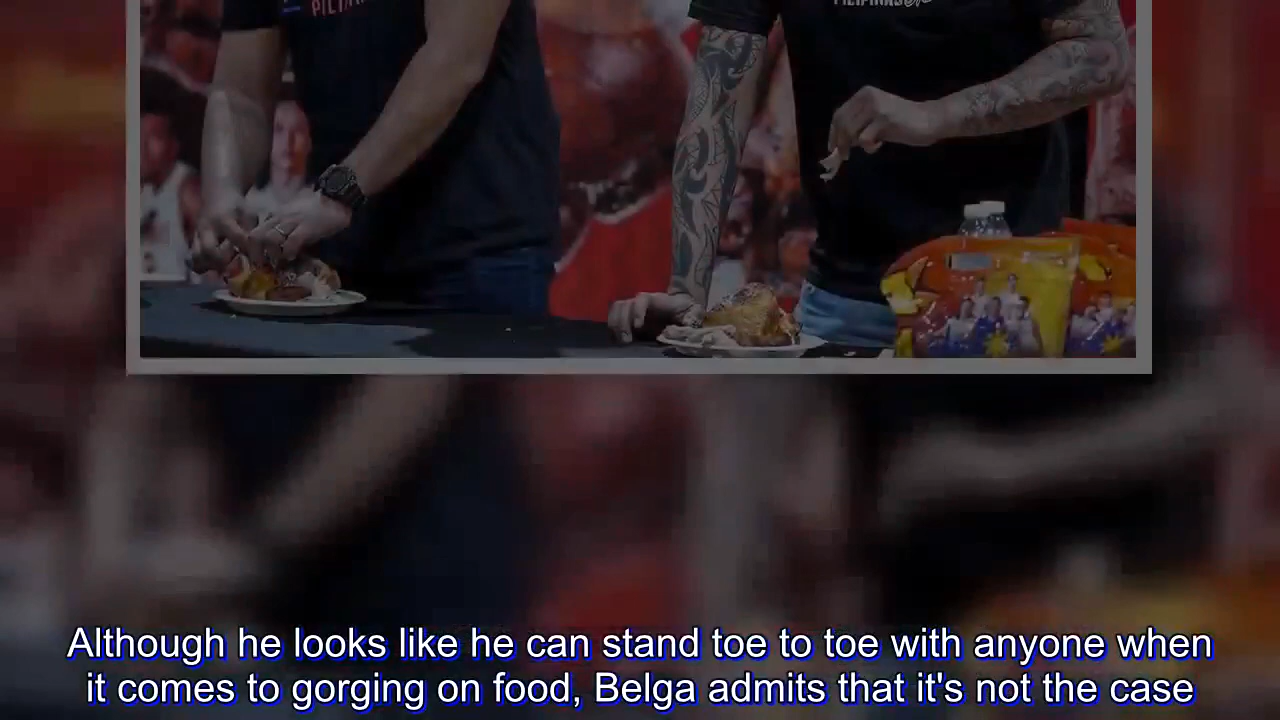 PILIPINAS
Although he looks like he can stand toe to toe with anyone when
it comes to gorging on food, Belga admits that it's not the case